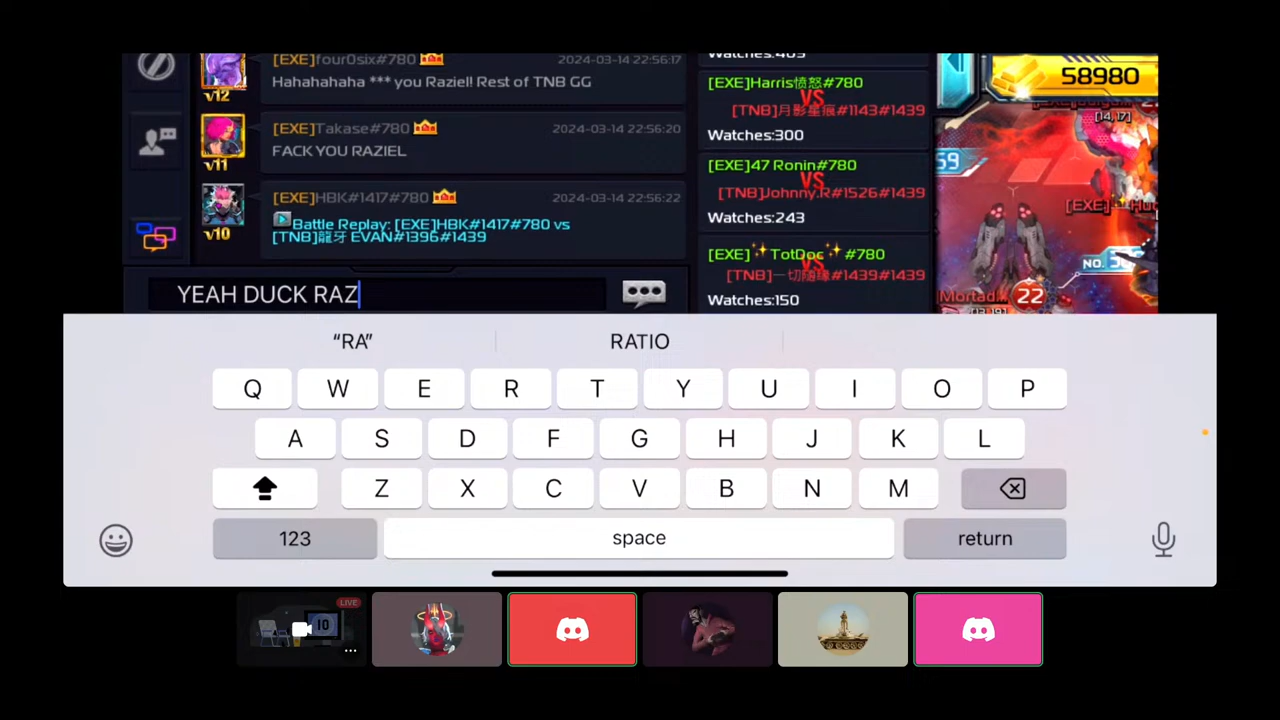 [EXE]four0six#780
2024-03-14 22:56:17
Hahahahaha *** you Raziel! Rest of TNB GG
v12
[EXE]Takase#780
2024-03-14 22:56:20
FACK YOU RAZIEL
v11
[EXE]HBK#1417#780
2024-03-14 22:56:22
Battle Replay: [EXE]HBK#1417#780 vs
[TNB]龍牙 EVAN#1396#1439
v10
YEAH DUCK RAZ
[EXE]Harris愤怒#780
VS
[TNB]月影星痕#1143#1439
Watches:300
[EXE]47 Ronin#780
VS
[TNB]Johnny.R#1526#1439
Watches:243
[EXE]✨TotDoc✨#780
VS
[TNB]一切随缘#1439#1439
Watches:150
58980
[14, 17]
59
[EXE]
NO.
22
“RA”
RATIO
Q W E R T Y U I O P
A S D F G H J K L
Z X C V B N M
123
space
return
LIVE
10